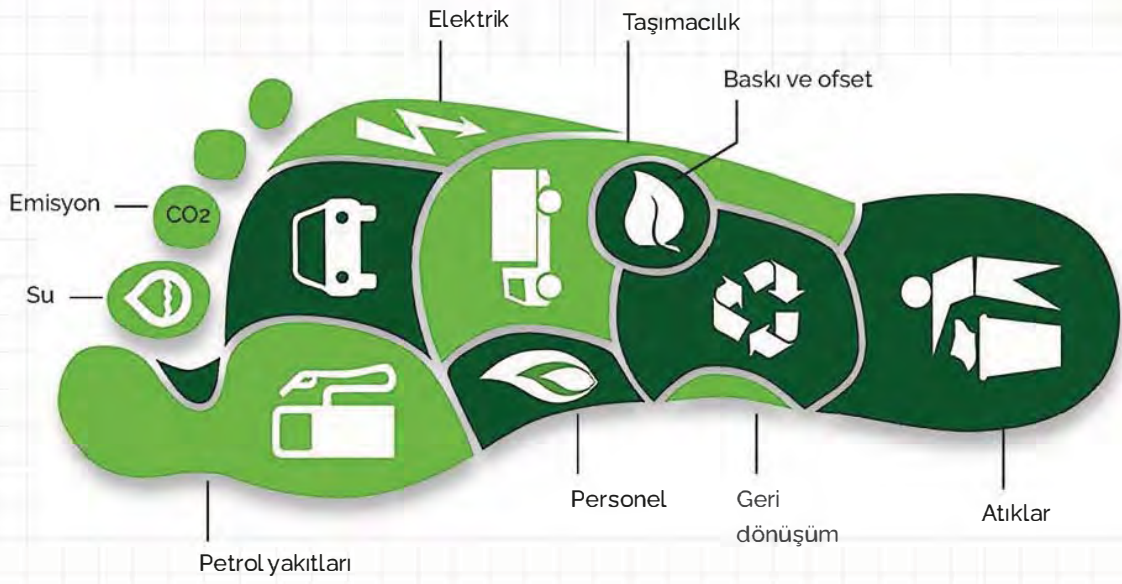 Elektrik
Taşımacılık
Baskı ve ofset
Emisyon
CO2
Su
Personel
Geri
dönüşüm
Atıklar
Petrol yakıtları